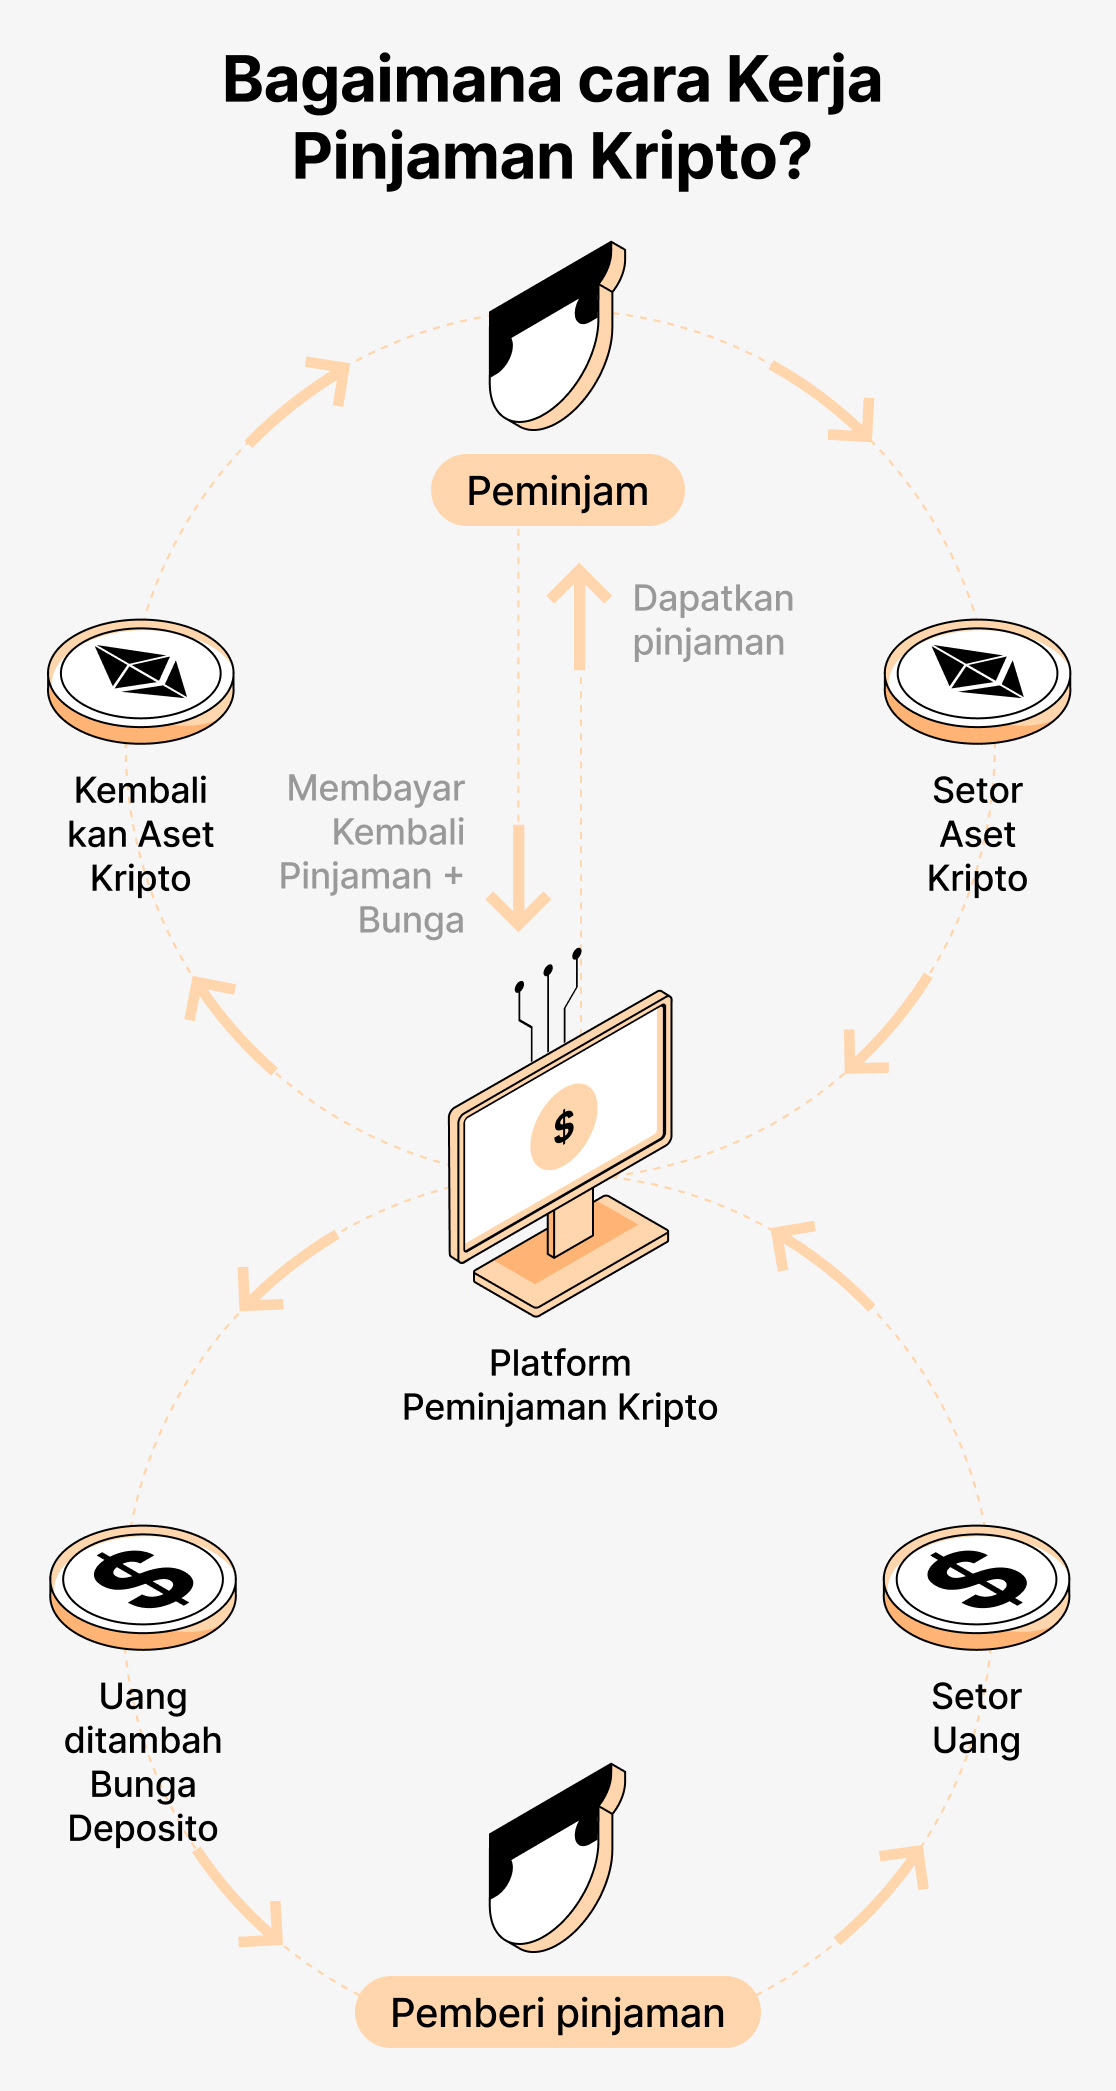 Bagaimana cara Kerja
Pinjaman Kripto?
Peminjam
Dapatkan
pinjaman
Kembali
kan Aset
Kripto
Membayar
Kembali
Pinjaman +
Bunga
Setor
Aset
Kripto
$
Platform
Peminjaman Kripto
$
Uang
ditambah
Bunga
Deposito
$
Setor
Uang
Pemberi pinjaman